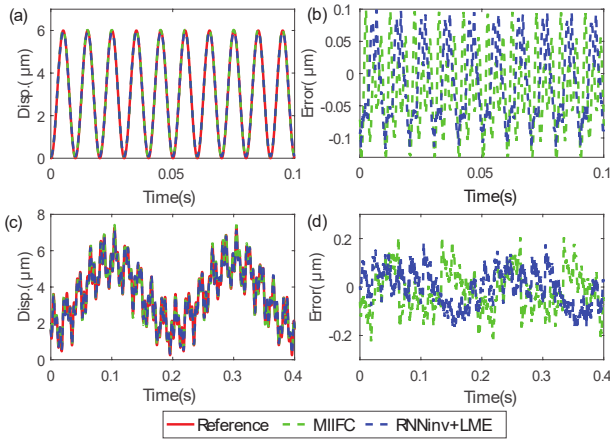 (a)
Disp.( μm)
6
4
2
0
0
0.05
0.1
Time(s)
(b)
Error( μm)
0.1
0.05
0
-0.05
-0.1
0
0.05
0.1
Time(s)
(c)
Disp.( μm)
8
6
4
2
0
0
0.1
0.2
0.3
0.4
Time(s)
(d)
Error( μm)
0.2
0
-0.2
0
0.1
0.2
0.3
0.4
Time(s)
Reference MIIFC RNNinv+LME